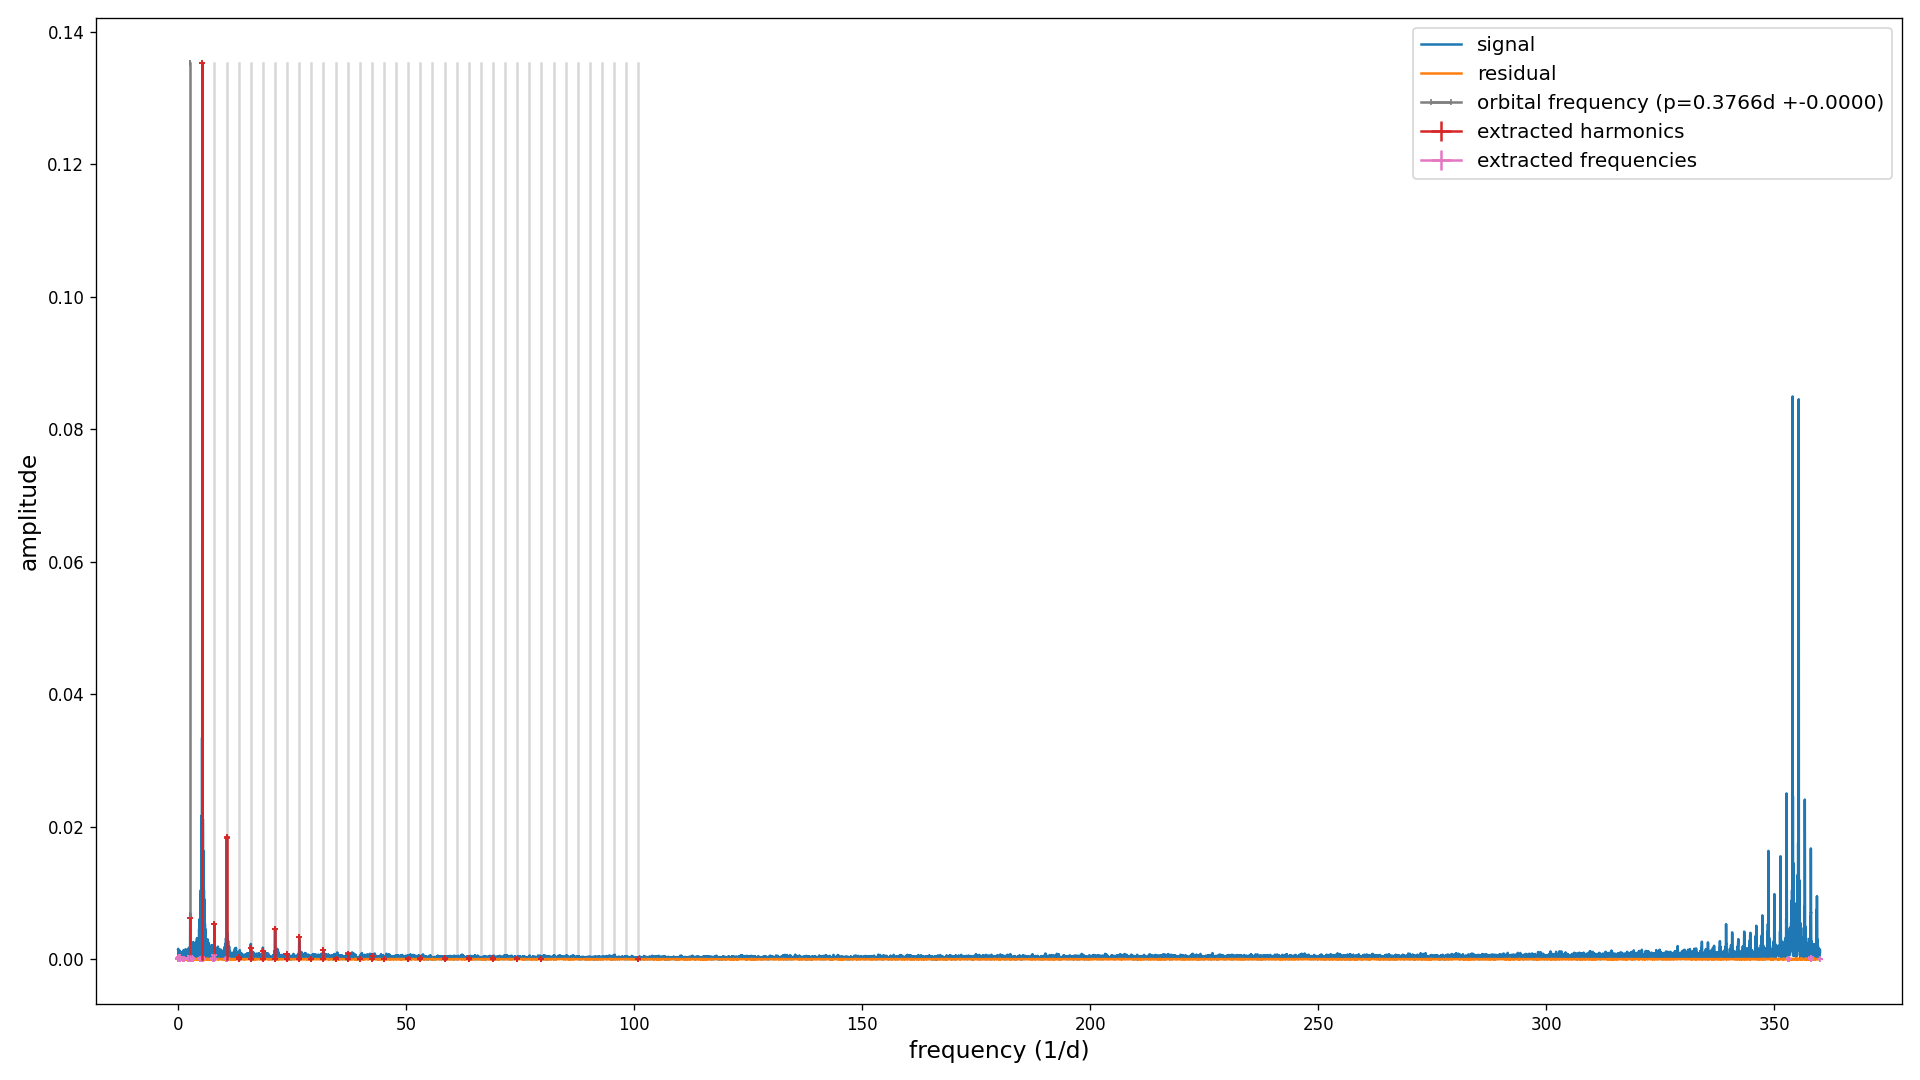 signal
residual
orbital frequency (p=0.3766d +-0.0000)
extracted harmonics
extracted frequencies
amplitude
0.14
0.12
0.10
0.08
0.06
0.04
0.02
0.00
0 50 100 150 200 250 300 350
frequency (1/d)